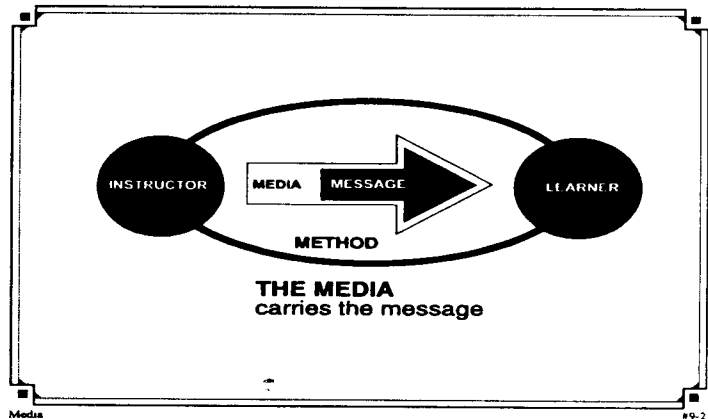 INSTRUCTOR
MEDIA
MESSAGE
LEARNER
METHOD
THE MEDIA
carries the message
Media
#9-2